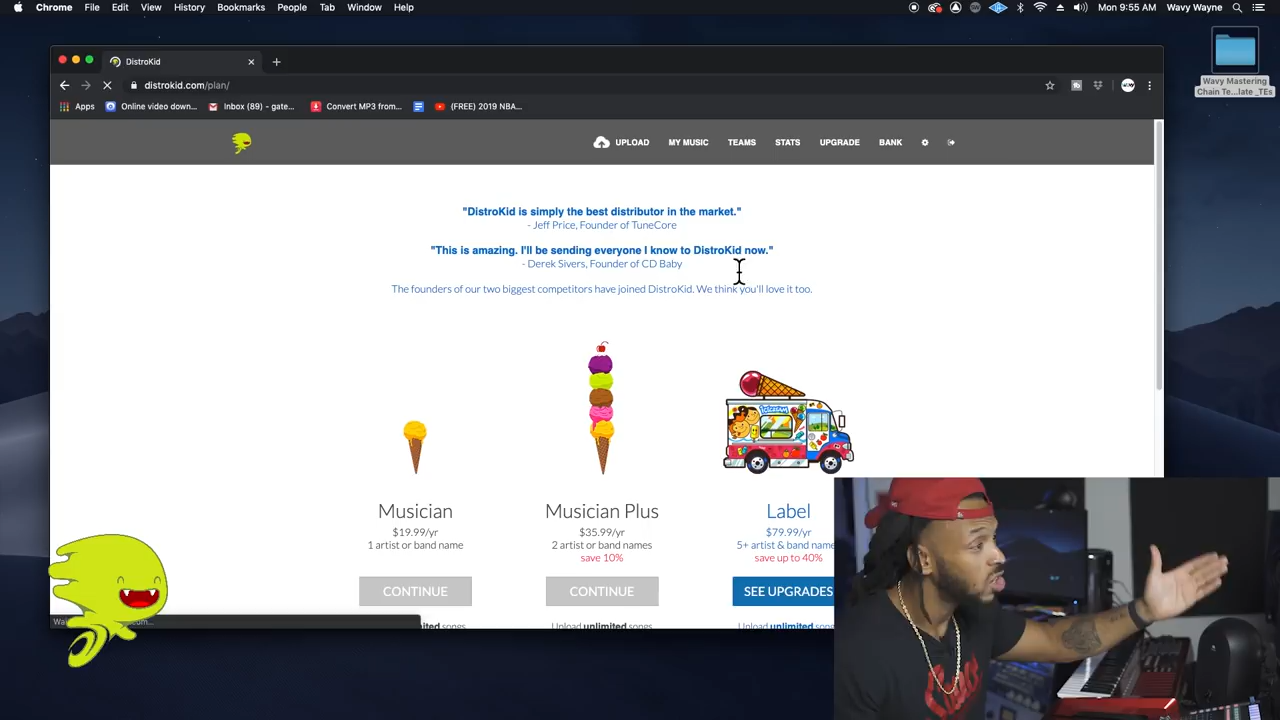 Chrome File Edit View History Bookmarks People Tab Window Help
Mon 9:55 AM Wavy Wayne
DistroKid
distrokid.com/plan/
Apps Online video down... Inbox (89) - gate... Convert MP3 from... (FREE) 2019 NBA...
Wavy Mastering
Chain Te...late _TEs
UPLOAD MY MUSIC TEAMS STATS UPGRADE BANK
"DistroKid is simply the best distributor in the market."
- Jeff Price, Founder of TuneCore
"This is amazing. I'll be sending everyone I know to DistroKid now."
- Derek Sivers, Founder of CD Baby
The founders of our two biggest competitors have joined DistroKid. We think you'll love it too.
Musician
$19.99/yr
1 artist or band name
CONTINUE
Musician Plus
$35.99/yr
2 artist or band names
save 10%
CONTINUE
Upload unlimited songs
Label
$79.99/yr
5+ artist & band name
save up to 40%
SEE UPGRADES
Upload unlimited songs